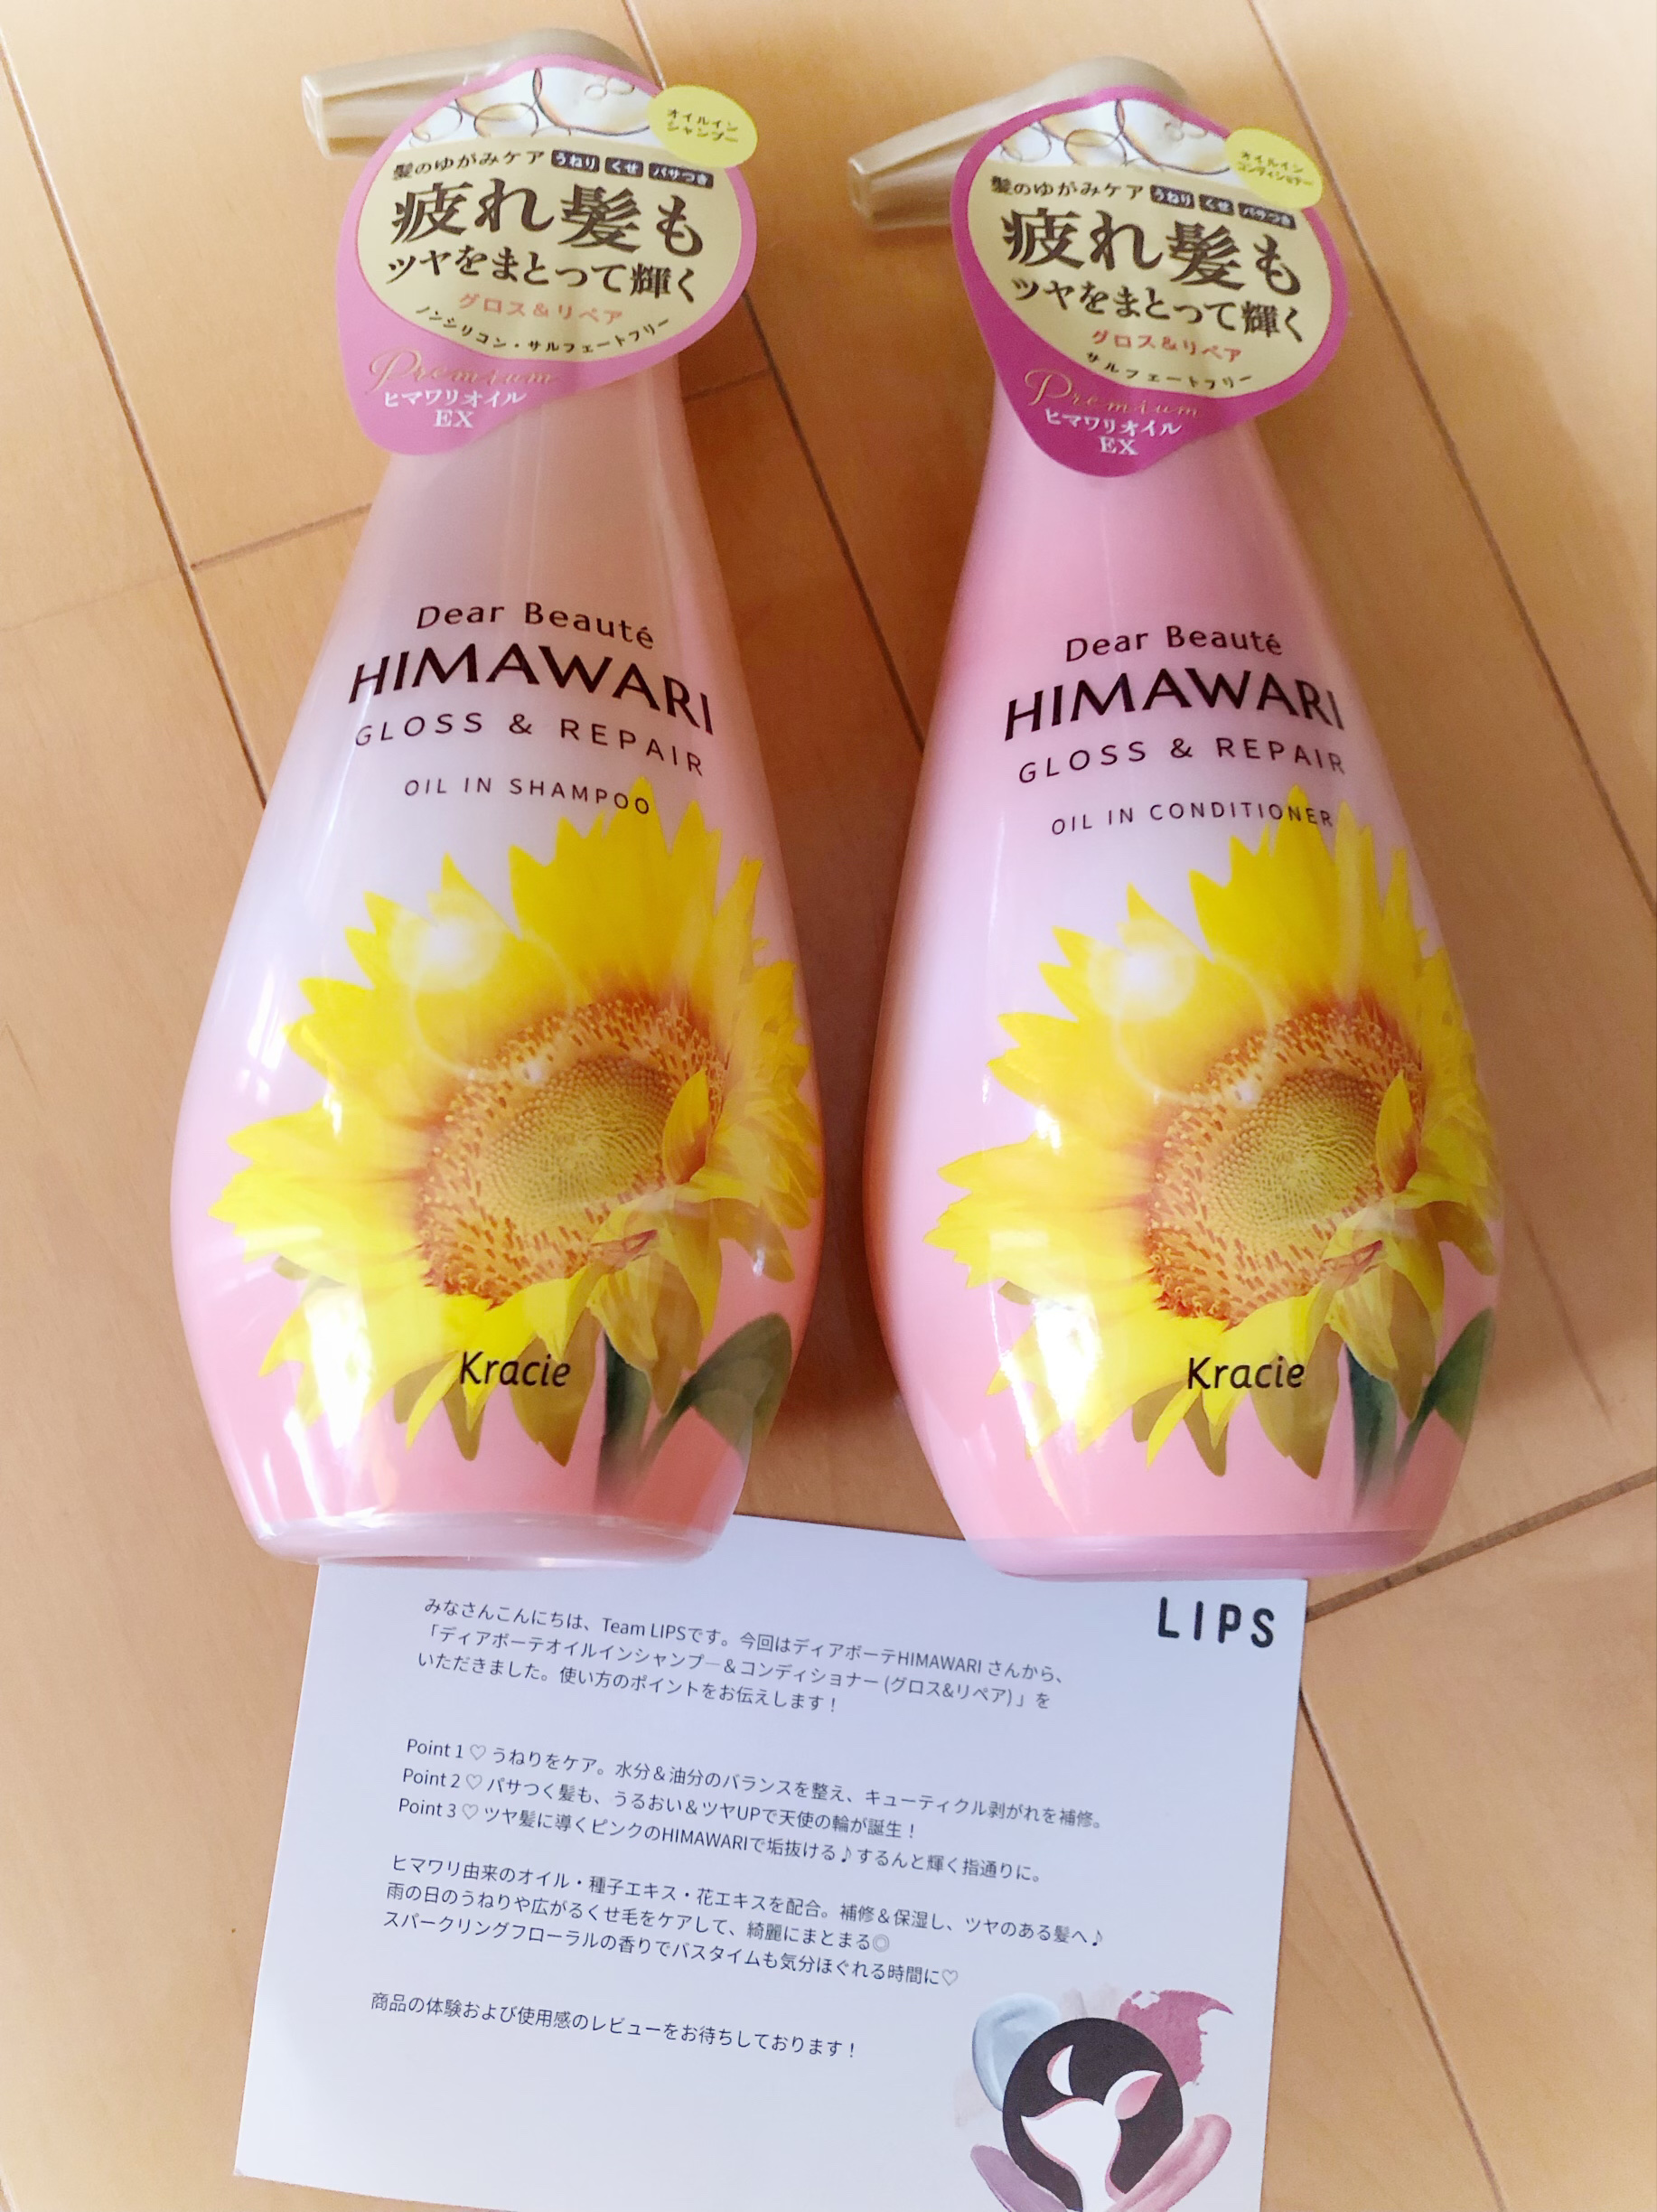 オイルイン
シャンプー
髪のゆがみケア うねり くせ パサつき
疲れ髪も
ツヤをまとって輝く
グロス&リペア
ノンシリコン・サルフェートフリー
Premium
ヒマワリオイル
EX
Dear Beauté
HIMAWARI
GLOSS & REPAIR
OIL IN SHAMPOO
Kracie
オイルイン
コンディショナー
髪のゆがみケア うねり くせ パサつき
疲れ髪も
ツヤをまとって輝く
グロス&リペア
サルフェートフリー
Premium
ヒマワリオイル
EX
Dear Beauté
HIMAWARI
GLOSS & REPAIR
OIL IN CONDITIONER
Kracie
LIPS
みなさんこんにちは、Team LIPSです。今回はディアボーテHIMAWARI さんから、
「ディアボーテオイルインシャンプ―&コンディショナー (グロス&リペア) 」を
いただきました。使い方のポイントをお伝えします！
Point 1 ♡ うねりをケア。水分＆油分のバランスを整え、キューティクル剥がれを補修。
Point 2 ♡ パサつく髪も、うるおい＆ツヤUPで天使の輪が誕生！
Point 3 ♡ ツヤ髪に導くピンクのHIMAWARIで垢抜ける♪するんと輝く指通りに。
ヒマワリ由来のオイル・種子エキス・花エキスを配合。補修＆保湿し、ツヤのある髪へ♪
雨の日のうねりや広がるくせ毛をケアして、綺麗にまとまる◎
スパークリングフローラルの香りでバスタイムも気分ほぐれる時間に♡
商品の体験および使用感のレビューをお待ちしております！